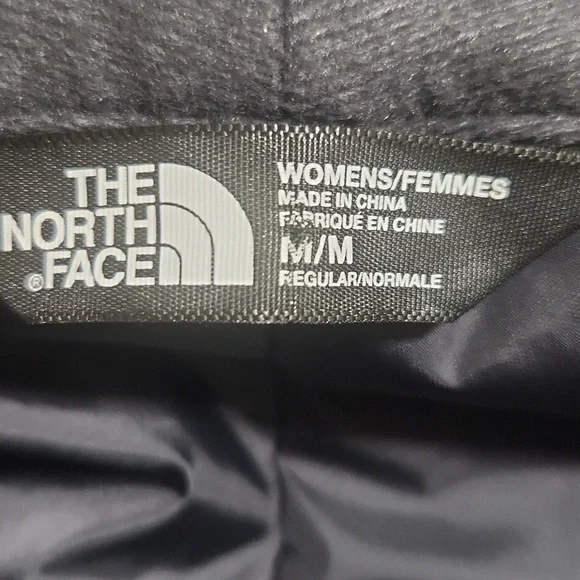 THE
NORTH
®FACE
WOMENS/FEMMES
MADE IN CHINA
FABRIQUÉ EN CHINE
M/M
REGULAR/NORMALE